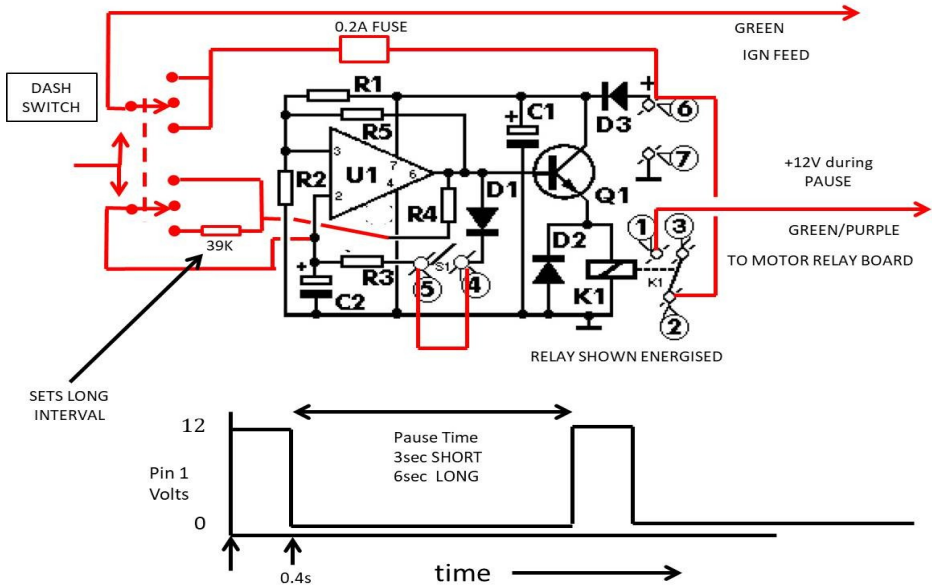 GREEN
0.2A FUSE
IGN FEED
DASH
SWITCH
R1
+
R5
+
C1
D3
6
3
7
U1
6
7
+12V during
PAUSE
R2
2
4
D1
Q1
R4
D2
1
3
GREEN/PURPLE
39K
+
R3
S1
5
4
K1
TO MOTOR RELAY BOARD
C2
K1
2
RELAY SHOWN ENERGISED
SETS LONG
INTERVAL
12
Pause Time
3sec SHORT
6sec LONG
Pin 1
Volts
0
0.4s
time